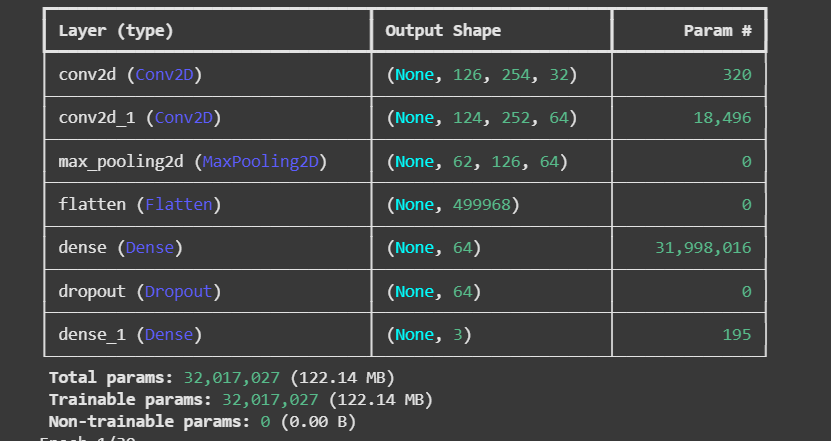 Layer (type) Output Shape Param #
conv2d (Conv2D) (None, 126, 254, 32) 320
conv2d_1 (Conv2D) (None, 124, 252, 64) 18,496
max_pooling2d (MaxPooling2D) (None, 62, 126, 64) 0
flatten (Flatten) (None, 499968) 0
dense (Dense) (None, 64) 31,998,016
dropout (Dropout) (None, 64) 0
dense_1 (Dense) (None, 3) 195
Total params: 32,017,027 (122.14 MB)
Trainable params: 32,017,027 (122.14 MB)
Non-trainable params: 0 (0.00 B)
Epoch 1/20